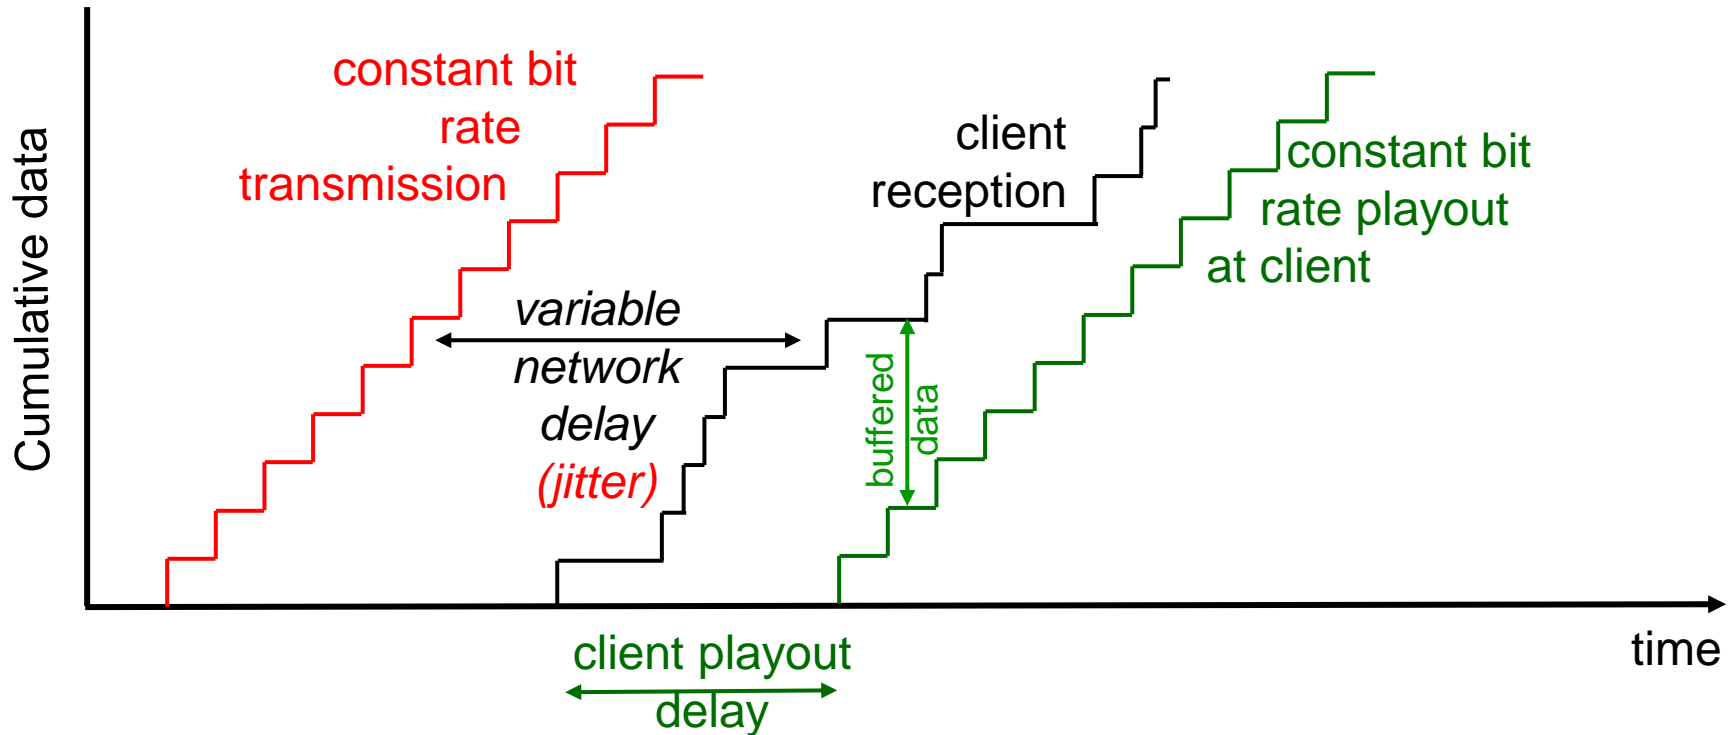 constant bit
rate
transmission
Cumulative data
variable
network
delay
(jitter)
client
reception
buffered
data
constant bit
rate playout
at client
client playout
delay
time